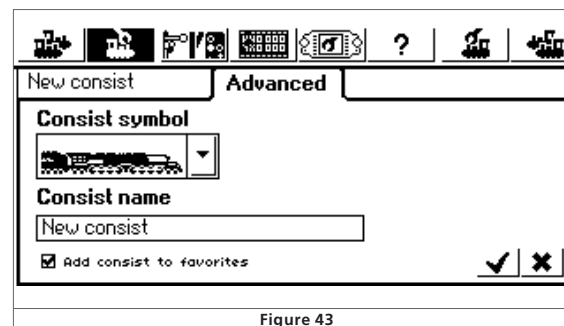 ?
New consist
Advanced
Consist symbol
Consist name
New consist
Add consist to favorites
Figure 43